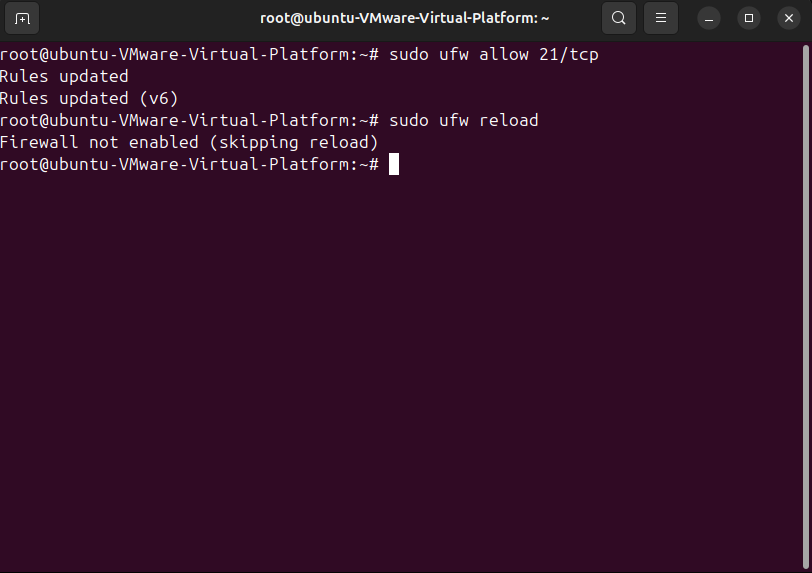 root@ubuntu-VMware-Virtual-Platform: ~
root@ubuntu-VMware-Virtual-Platform:~# sudo ufw allow 21/tcp
Rules updated
Rules updated (v6)
root@ubuntu-VMware-Virtual-Platform:~# sudo ufw reload
Firewall not enabled (skipping reload)
root@ubuntu-VMware-Virtual-Platform:~#